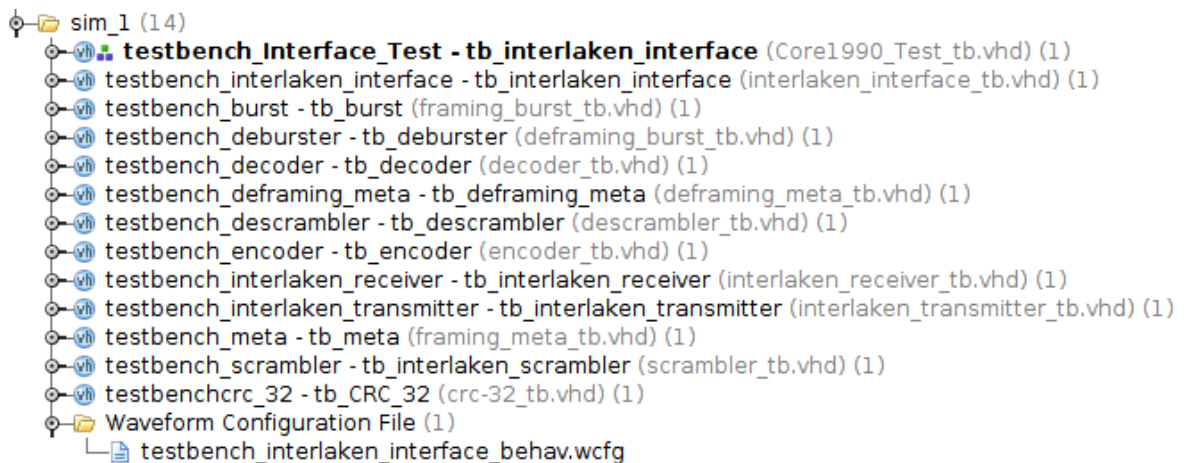 sim_1 (14)
testbench_Interface_Test - tb_interlaken_interface (Core1990_Test_tb.vhd) (1)
testbench_interlaken_interface - tb_interlaken_interface (interlaken_interface_tb.vhd) (1)
testbench_burst - tb_burst (framing_burst_tb.vhd) (1)
testbench_deburster - tb_deburster (deframing_burst_tb.vhd) (1)
testbench_decoder - tb_decoder (decoder_tb.vhd) (1)
testbench_deframing_meta - tb_deframing_meta (deframing_meta_tb.vhd) (1)
testbench_descrambler - tb_descrambler (descrambler_tb.vhd) (1)
testbench_encoder - tb_encoder (encoder_tb.vhd) (1)
testbench_interlaken_receiver - tb_interlaken_receiver (interlaken_receiver_tb.vhd) (1)
testbench_interlaken_transmitter - tb_interlaken_transmitter (interlaken_transmitter_tb.vhd) (1)
testbench_meta - tb_meta (framing_meta_tb.vhd) (1)
testbench_scrambler - tb_interlaken_scrambler (scrambler_tb.vhd) (1)
testbenchcrc_32 - tb_CRC_32 (crc-32_tb.vhd) (1)
Waveform Configuration File (1)
testbench_interlaken_interface_behav.wcfg